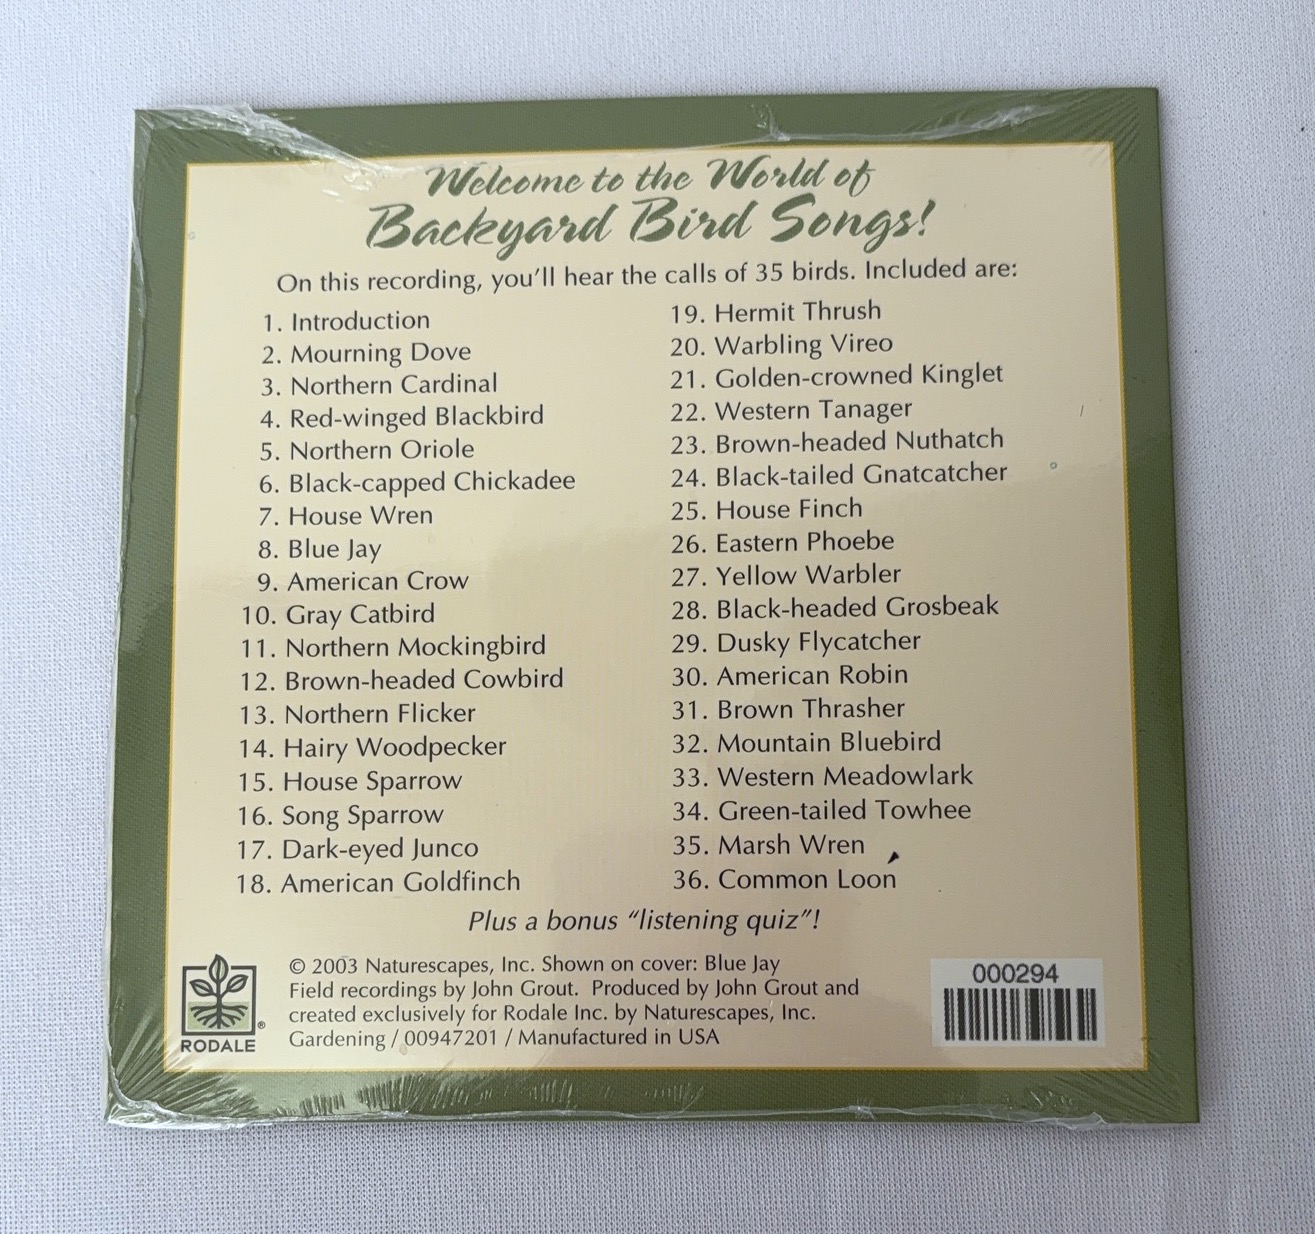 Welcome to the World of
Backyard Bird Songs!
On this recording, you'll hear the calls of 35 birds. Included are:
1. Introduction
2. Mourning Dove
3. Northern Cardinal
4. Red-winged Blackbird
5. Northern Oriole
6. Black-capped Chickadee
7. House Wren
8. Blue Jay
9. American Crow
10. Gray Catbird
11. Northern Mockingbird
12. Brown-headed Cowbird
13. Northern Flicker
14. Hairy Woodpecker
15. House Sparrow
16. Song Sparrow
17. Dark-eyed Junco
18. American Goldfinch
19. Hermit Thrush
20. Warbling Vireo
21. Golden-crowned Kinglet
22. Western Tanager
23. Brown-headed Nuthatch
24. Black-tailed Gnatcatcher
25. House Finch
26. Eastern Phoebe
27. Yellow Warbler
28. Black-headed Grosbeak
29. Dusky Flycatcher
30. American Robin
31. Brown Thrasher
32. Mountain Bluebird
33. Western Meadowlark
34. Green-tailed Towhee
35. Marsh Wren
36. Common Loon
Plus a bonus “listening quiz”!
© 2003 Naturescapes, Inc. Shown on cover: Blue Jay
Field recordings by John Grout. Produced by John Grout and
created exclusively for Rodale Inc. by Naturescapes, Inc.
Gardening / 00947201 / Manufactured in USA
RODALE®
000294